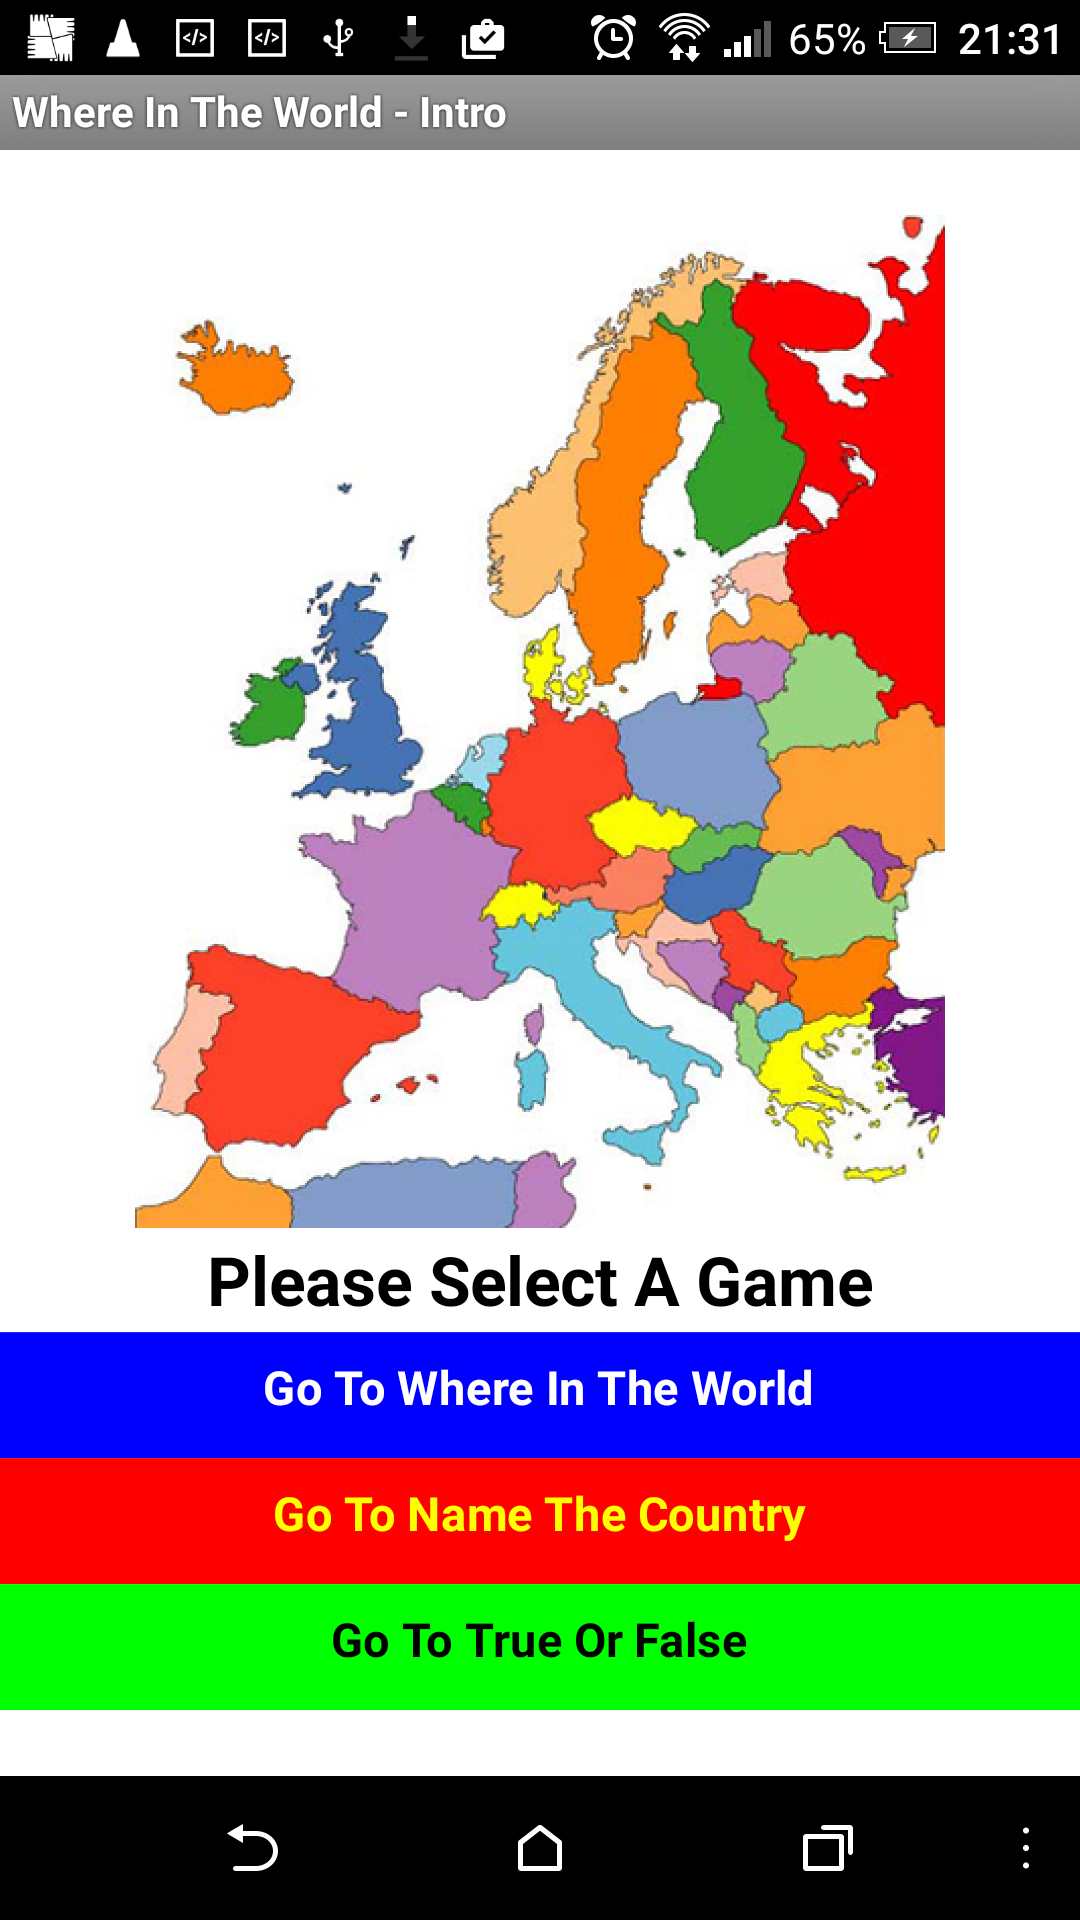 65% 21:31
Where In The World - Intro
Please Select A Game
Go To Where In The World
Go To Name The Country
Go To True Or False